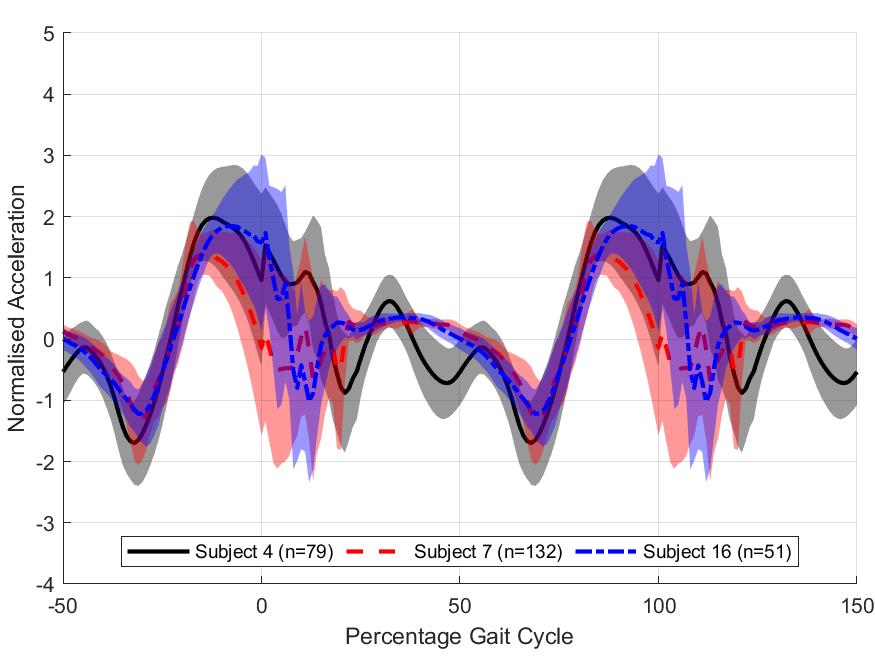 5
4
3
2
1
0
-1
-2
-3
-4
Normalised Acceleration
Subject 4 (n=79) Subject 7 (n=132) Subject 16 (n=51)
-50 0 50 100 150
Percentage Gait Cycle